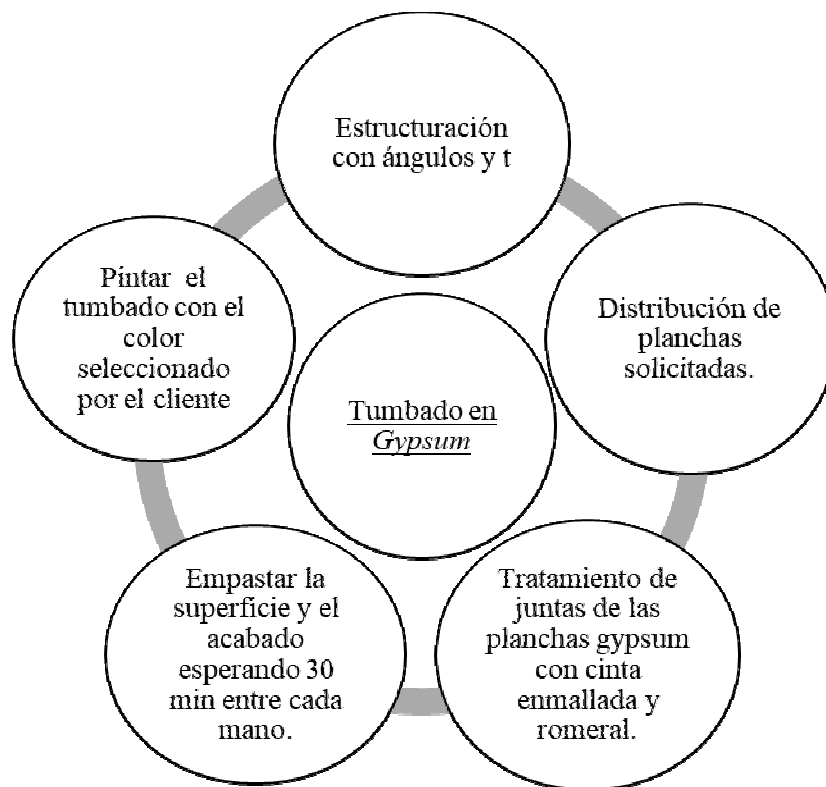 Estructuración
con ángulos y t
Distribución de
planchas
solicitadas.
Tratamiento de
juntas de las
planchas gypsum
con cinta
enmallada y
romeral.
Empastar la
superficie y el
acabado
esperando 30
min entre cada
mano.
Pintar el
tumbado con el
color
seleccionado
por el cliente
Tumbado en
Gypsum